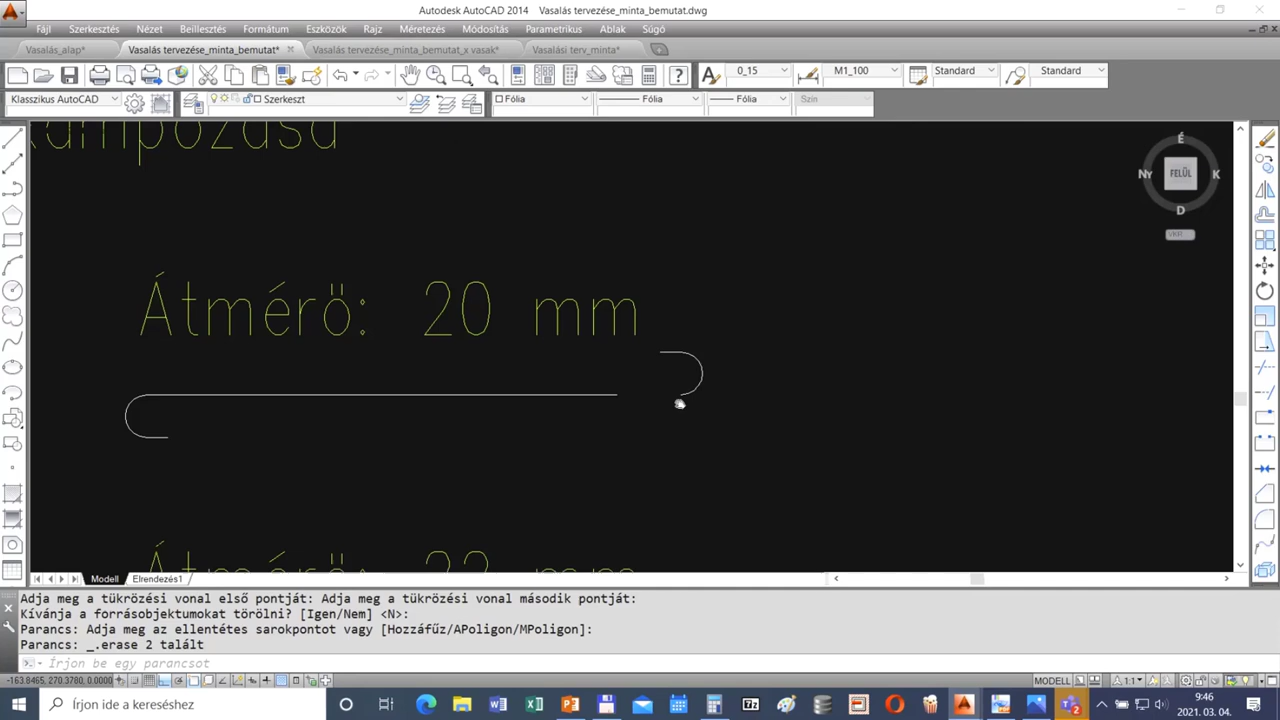 Autodesk AutoCAD 2014 Vasalás tervezése_minta_bemutat.dwg
Fájl Szerkesztés Nézet Beillesztés Formátum Eszközök Rajz Méretezés Módosítás Parametrikus Ablak Súgó
Vasalás_alap* Vasalás tervezése_minta_bemutat* Vasalás tervezése_minta_bemutat_x vasak* Vasalási terv_minta*
0_15 M1_100 Standard Standard
Klasszikus AutoCAD Szerkeszt Fólia Fólia Fólia Szín
kampózása
É
Ny FELÜL K
D
VKR
Átmérő: 20 mm
Átmérő: 22 mm
Modell Elrendezés1
Adja meg a tükrözési vonal első pontját: Adja meg a tükrözési vonal második pontját:
Kívánja a forrásobjektumokat törölni? [Igen/Nem] <N>:
Parancs: Adja meg az ellentétes sarokpontot vagy [Hozzáfűz/APoligon/MPoligon]:
Parancs: _.erase 2 talált
Írjon be egy parancsot
-163.8465, 270.3780, 0.0000 MODELL 1:1
Írjon ide a kereséshez
9:46
2021. 03. 04.